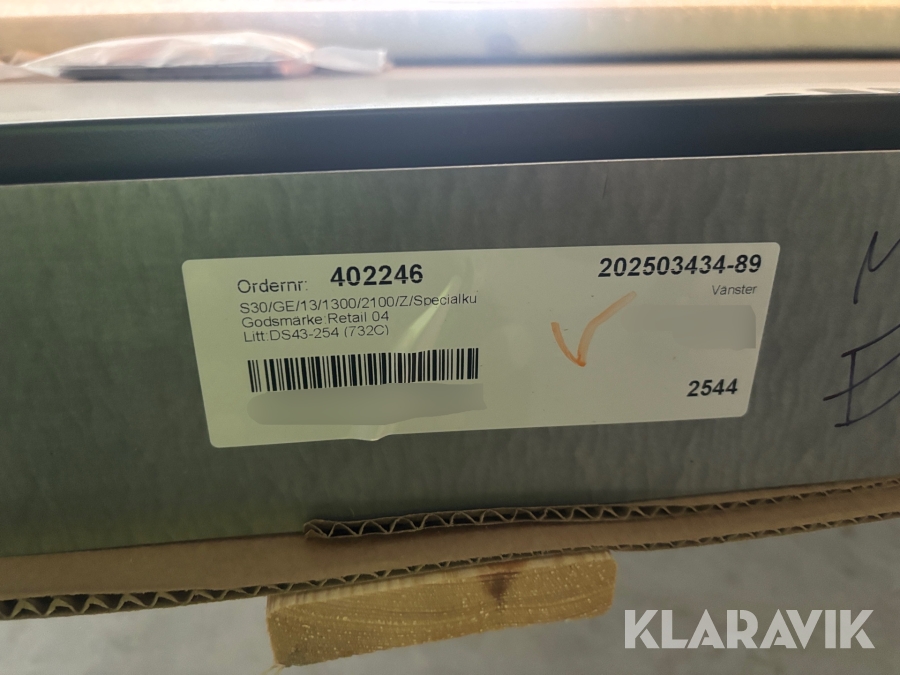 Ordernr: 402246
202503434-89
Vänster
S30/GE/13/1300/2100/Z/Specialku
Godsmärke:Retail 04
Litt:DS43-254 (732C)
2544
KLARAVIK